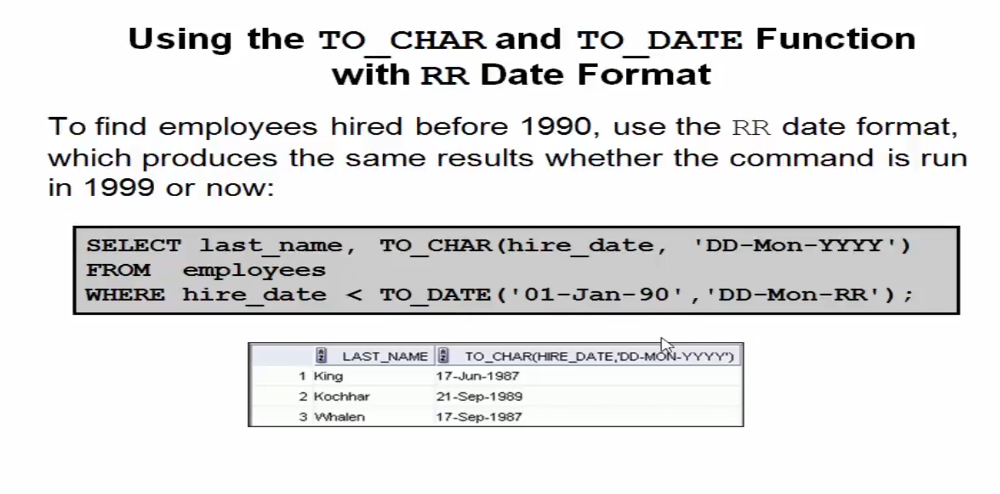 Using the TO_CHAR and TO_DATE Function
with RR Date Format
To find employees hired before 1990, use the RR date format,
which produces the same results whether the command is run
in 1999 or now:
SELECT last_name, TO_CHAR(hire_date, 'DD-Mon-YYYY')
FROM employees
WHERE hire_date < TO_DATE('01-Jan-90','DD-Mon-RR');
LAST_NAME TO_CHAR(HIRE_DATE,'DD-MON-YYYY')
1 King 17-Jun-1987
2 Kochhar 21-Sep-1989
3 Whalen 17-Sep-1987